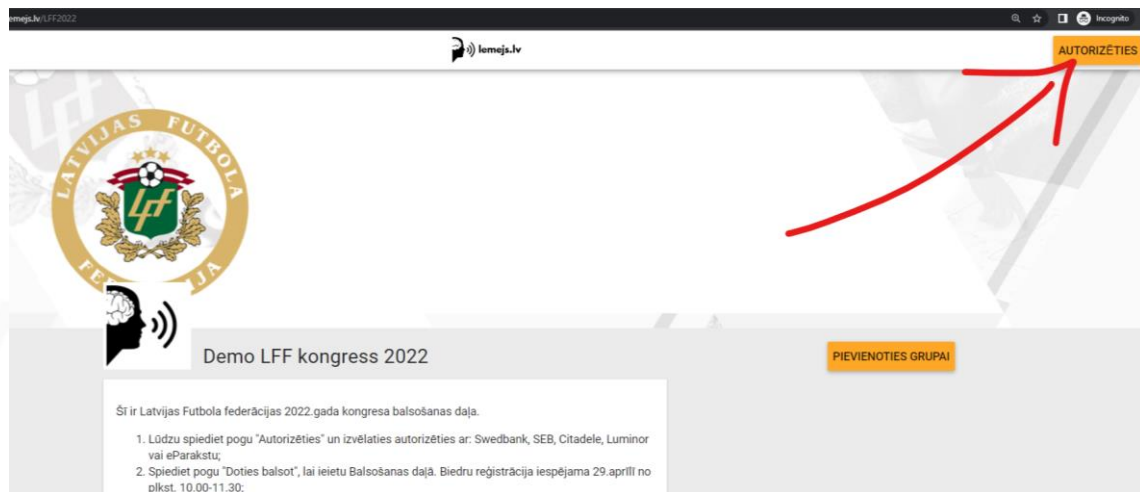 emejs.lv/LFF2022
Incognito
lemejs.lv
AUTORIZĒTIES
LATVIJAS FUTBOLA
FEDERĀCIJA
Lff
Demo LFF kongress 2022
PIEVIENOTIES GRUPAI
Šī ir Latvijas Futbola federācijas 2022.gada kongresa balsošanas daļa.
1. Lūdzu spiediet pogu "Autorizēties" un izvēlaties autorizēties ar: Swedbank, SEB, Citadele, Luminor
vai eParakstu;
2. Spiediet pogu "Doties balsot", lai ieietu Balsošanas daļā. Biedru reģistrācija iespējama 29.aprīlī no
plkst. 10.00-11.30;